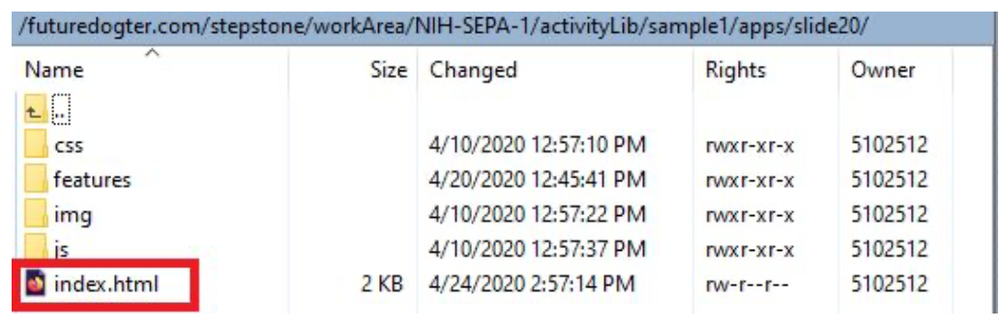 /futuredogter.com/stepstone/workArea/NIH-SEPA-1/activityLib/sample1/apps/slide20/
Name Size Changed Rights Owner
..
css 4/10/2020 12:57:10 PM rwxr-xr-x 5102512
features 4/20/2020 12:45:41 PM rwxr-xr-x 5102512
img 4/10/2020 12:57:22 PM rwxr-xr-x 5102512
js 4/10/2020 12:57:37 PM rwxr-xr-x 5102512
index.html 2 KB 4/24/2020 2:57:14 PM rw-r--r-- 5102512